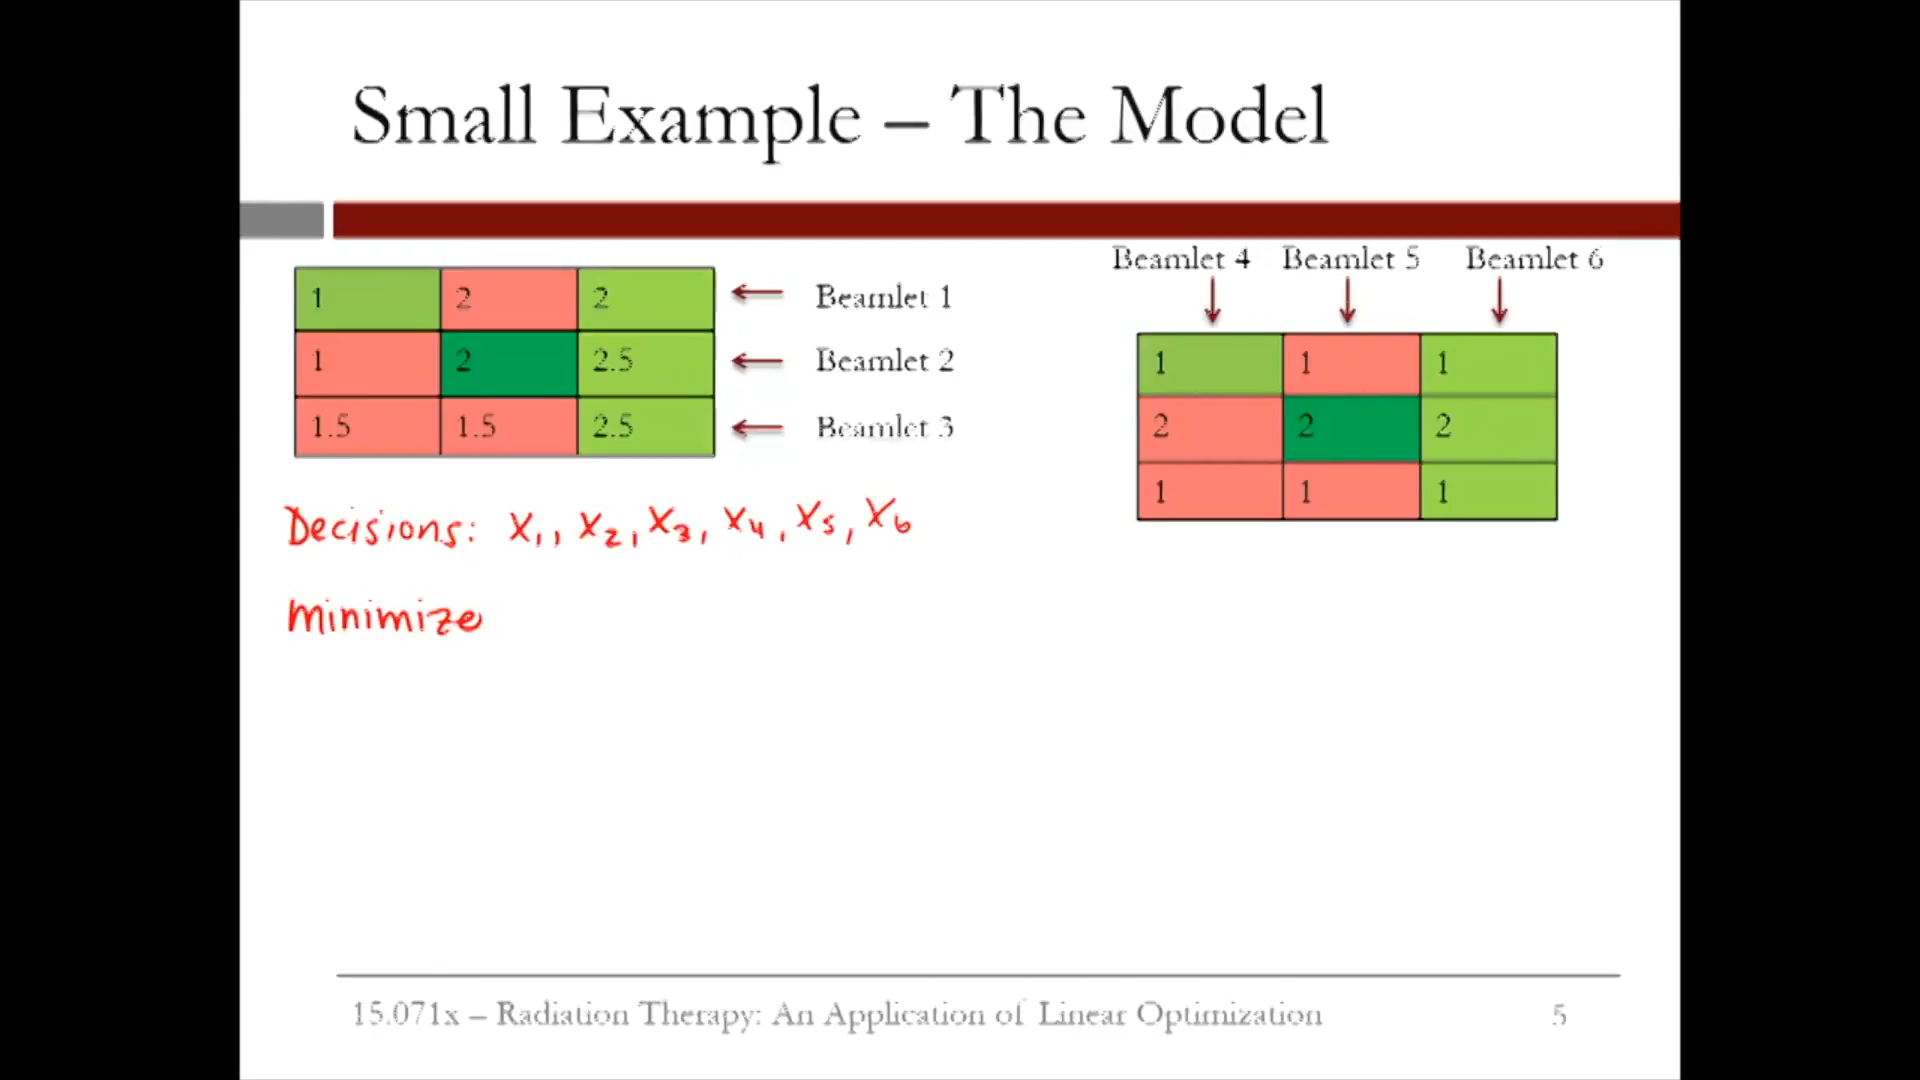 Small Example – The Model
Beamlet 4 Beamlet 5 Beamlet 6
1 2 2 Beamlet 1
1 2 2.5 Beamlet 2
1.5 1.5 2.5 Beamlet 3
1 1 1
2 2 2
1 1 1
Decisions: X₁, X₂, X₃, X₄, X₅, X₆
Minimize
15.071x – Radiation Therapy: An Application of Linear Optimization 5